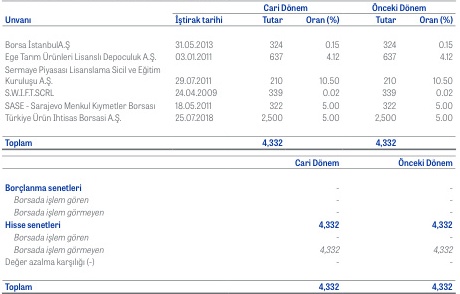 Cari Dönem Önceki Dönem
Unvanı İştirak tarihi Tutar Oran (%) Tutar Oran (%)
Borsa İstanbulA.Ş 31.05.2013 324 0.15 324 0.15
Ege Tarım Ürünleri Lisanslı Depoculuk A.Ş. 03.01.2011 637 4.12 637 4.12
Sermaye Piyasası Lisanslama Sicil ve Eğitim
Kuruluşu A.Ş. 29.07.2011 210 10.50 210 10.50
S.W.I.F.T.SCRL 24.04.2009 339 0.02 339 0.02
SASE - Sarajevo Menkul Kıymetler Borsası 18.05.2011 322 5.00 322 5.00
Türkiye Ürün İhtisas Borsasi A.Ş. 25.07.2018 2,500 5.00 2,500 5.00
Toplam 4,332 4,332
Cari Dönem Önceki Dönem
Borçlanma senetleri - -
Borsada işlem gören - -
Borsada işlem görmeyen - -
Hisse senetleri 4,332 4,332
Borsada işlem gören - -
Borsada işlem görmeyen 4,332 4,332
Değer azalma karşılığı (-) - -
Toplam 4,332 4,332